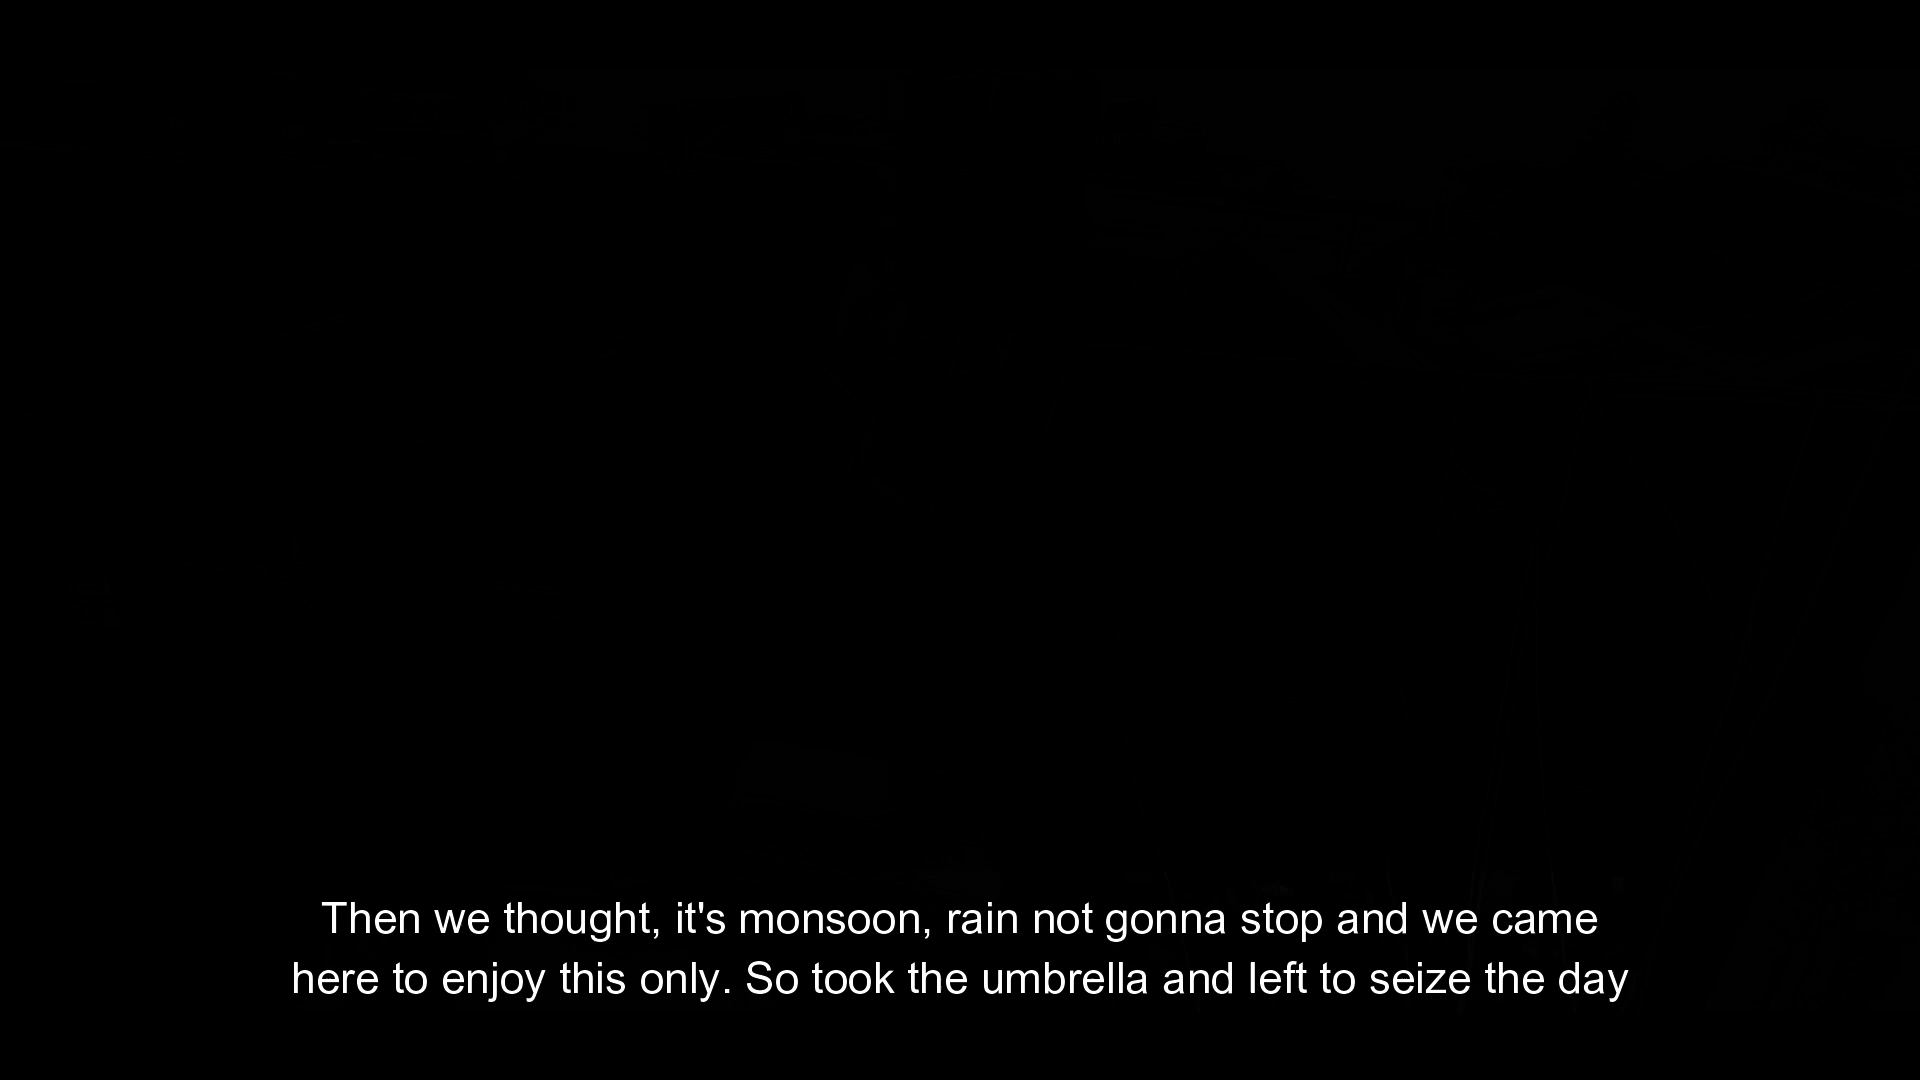 Then we thought, it's monsoon, rain not gonna stop and we came
here to enjoy this only. So took the umbrella and left to seize the day